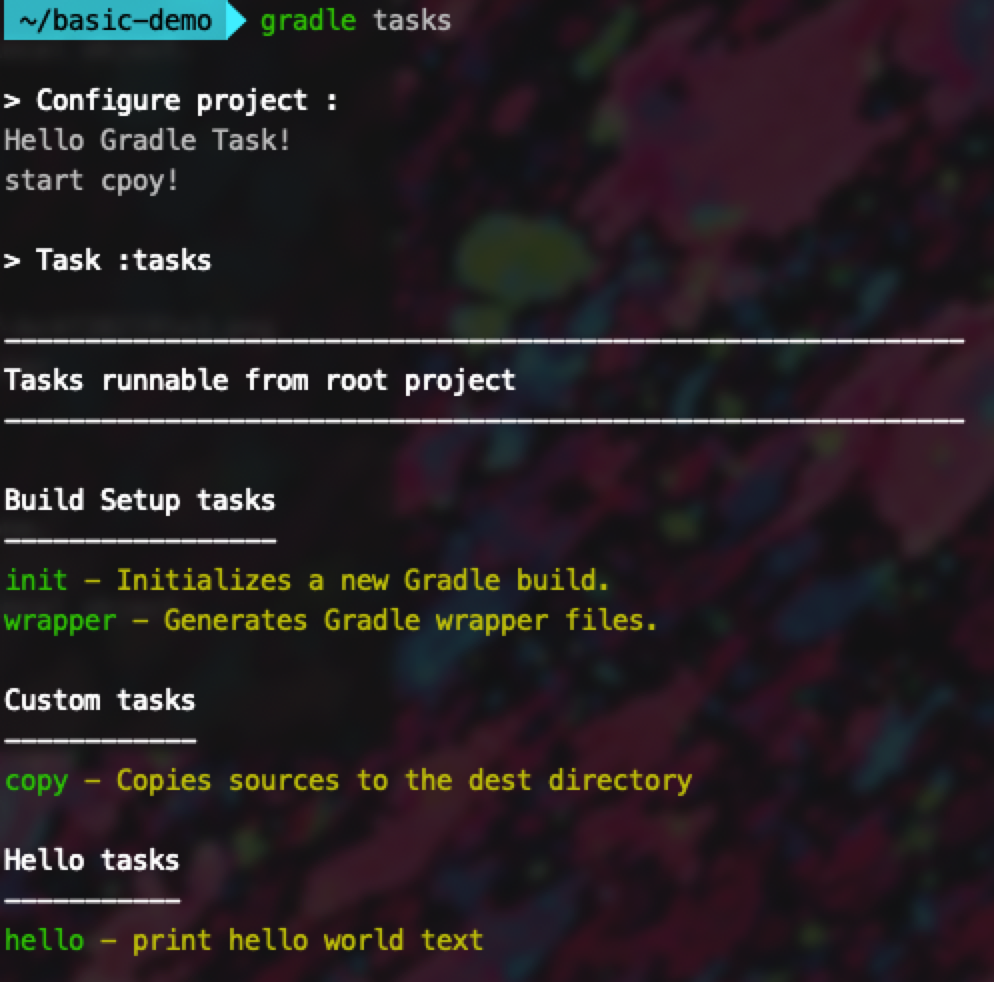 ~/basic-demo gradle tasks
> Configure project :
Hello Gradle Task!
start cpoy!
> Task :tasks
------------------------------------------------------------
Tasks runnable from root project
------------------------------------------------------------
Build Setup tasks
-----------------
init - Initializes a new Gradle build.
wrapper - Generates Gradle wrapper files.
Custom tasks
------------
copy - Copies sources to the dest directory
Hello tasks
-----------
hello - print hello world text